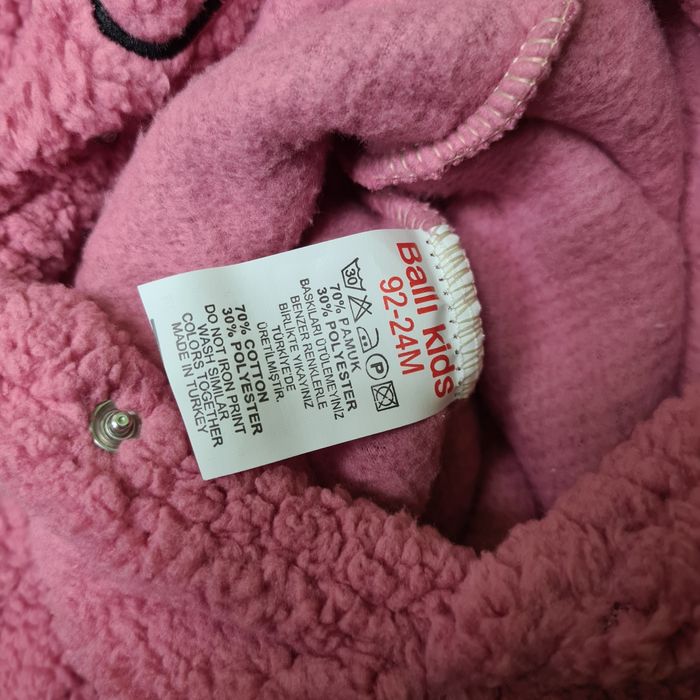 Ballı kids
92-24M
30
P
70% PAMUK
30% POLYESTER
BASKILARI ÜTÜLEMEYİNİZ
BENZER RENKLERLE
BİRLİKTE YIKAYINIZ
TÜRKİYE'DE
ÜRETİLMİŞTİR.
70% COTTON
30% POLYESTER
DO NOT IRON PRINT
WASH SIMILAR
COLORS TOGETHER
MADE IN TURKEY